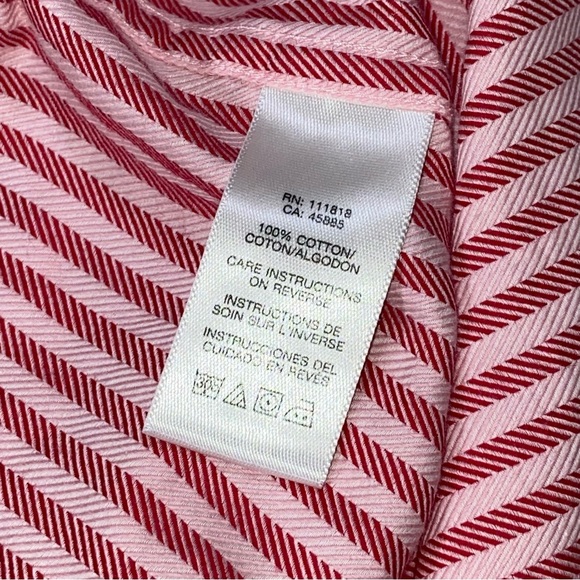 RN: 111818
CA: 45885
100% COTTON/
COTON/ALGODON
CARE INSTRUCTIONS
ON REVERSE
INSTRUCTIONS DE
SOIN SUR L'INVERSE
INSTRUCCIONES DEL
CUIDADO EN REVÉS
30°